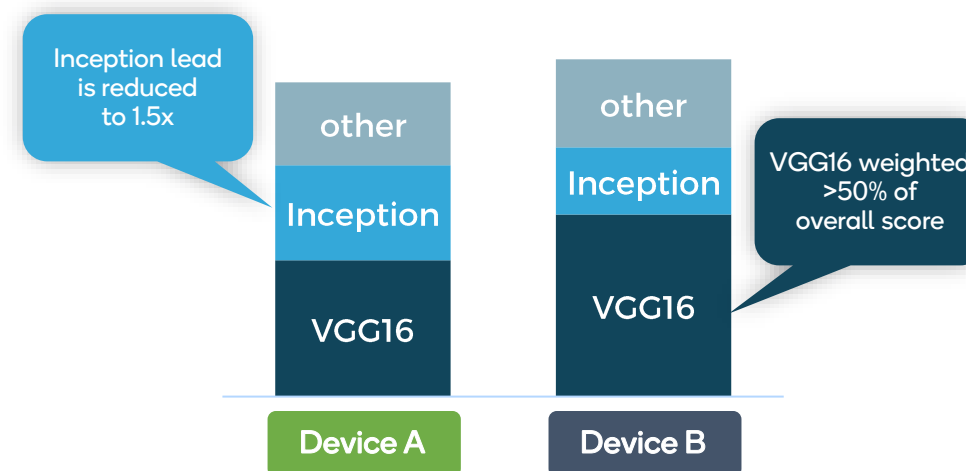 Inception lead
is reduced
to 1.5x
other
Inception
VGG16
other
Inception
VGG16
VGG16 weighted
>50% of
overall score
Device A
Device B